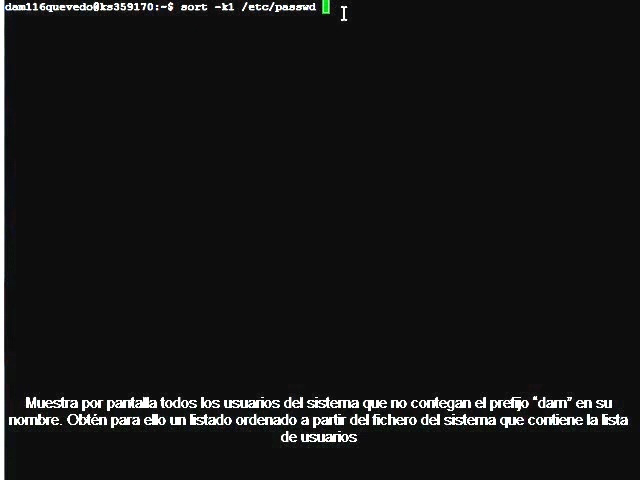 dam116quevedo@ks359170:~$ sort -k1 /etc/passwd
Muestra por pantalla todos los usuarios del sistema que no contegan el prefijo “dam” en su
nombre. Obtén para ello un listado ordenado a partir del fichero del sistema que contiene la lista
de usuarios